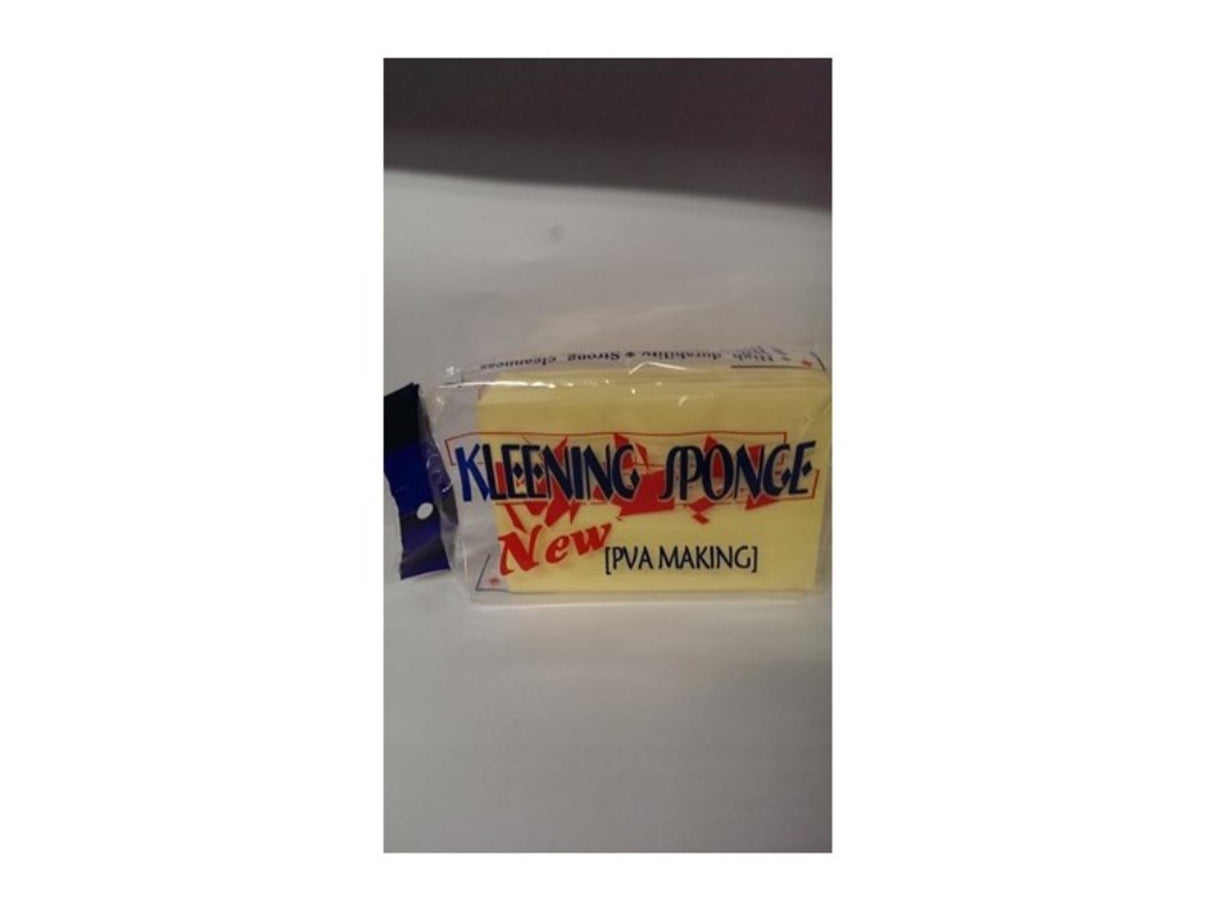 High durability * Strong cleanness
KLEENING SPONGE
New
[PVA MAKING]